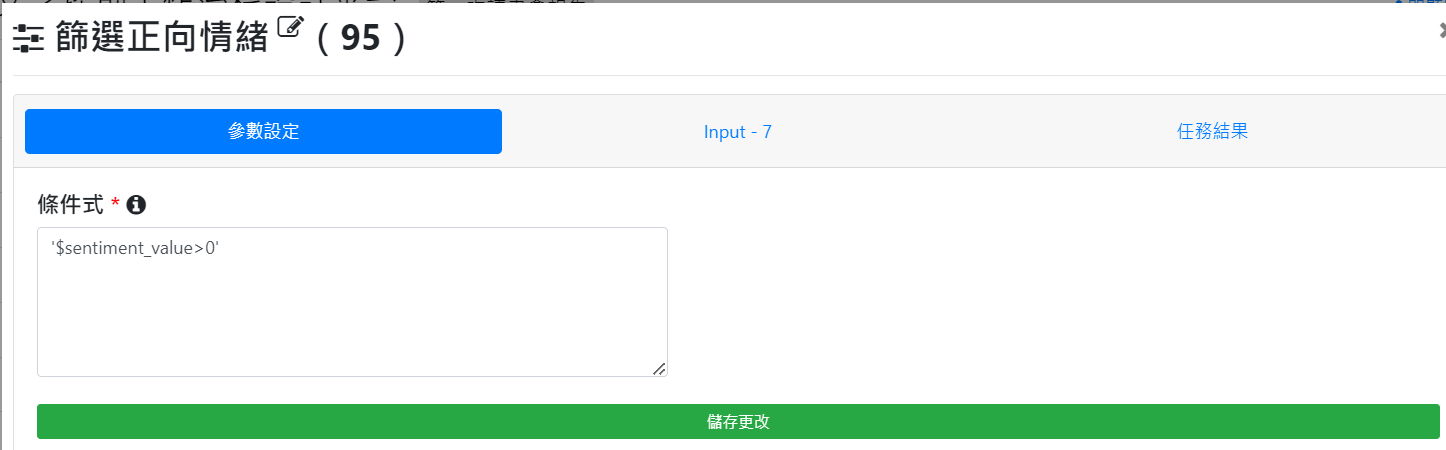 篩選正向情緒 ( 95 )
參數設定
Input - 7
任務結果
條件式 *
'$sentiment_value>0'
儲存更改